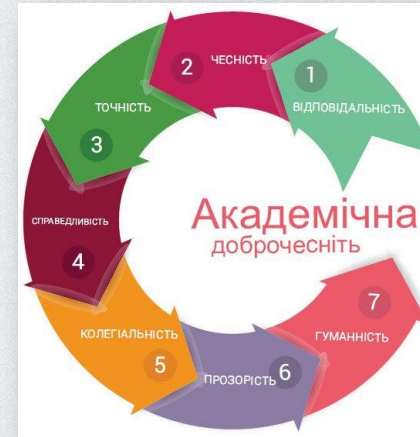 1
ВІДПОВІДАЛЬНІСТЬ
2
ЧЕСНІСТЬ
ТОЧНІСТЬ
3
СПРАВЕДЛИВІСТЬ
4
КОЛЕГІАЛЬНІСТЬ
5
ПРОЗОРІСТЬ
6
7
ГУМАННІСТЬ
Академічна
доброчесніть